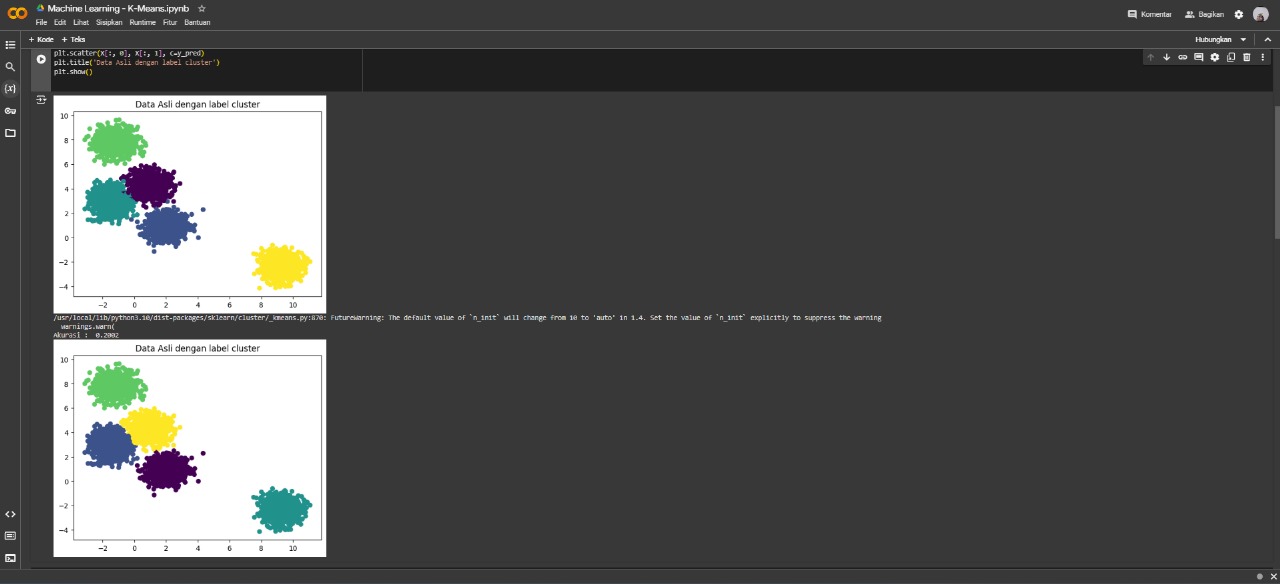 Machine Learning - K-Means.ipynb
File Edit Lihat Sisipkan Runtime Fitur Bantuan
Komentar Bagikan
+ Kode + Teks
Hubungkan
plt.scatter(X[:, 0], X[:, 1], c=y_pred)
plt.title('Data Asli dengan label cluster')
plt.show()
{x}
Data Asli dengan label cluster
10
8
6
4
2
0
−2
−4
−2 0 2 4 6 8 10
/usr/local/lib/python3.10/dist-packages/sklearn/cluster/_kmeans.py:870: FutureWarning: The default value of `n_init` will change from 10 to 'auto' in 1.4. Set the value of `n_init` explicitly to suppress the warning
warnings.warn(
Akurasi : 0.2002
Data Asli dengan label cluster
10
8
6
4
2
0
−2
−4
−2 0 2 4 6 8 10